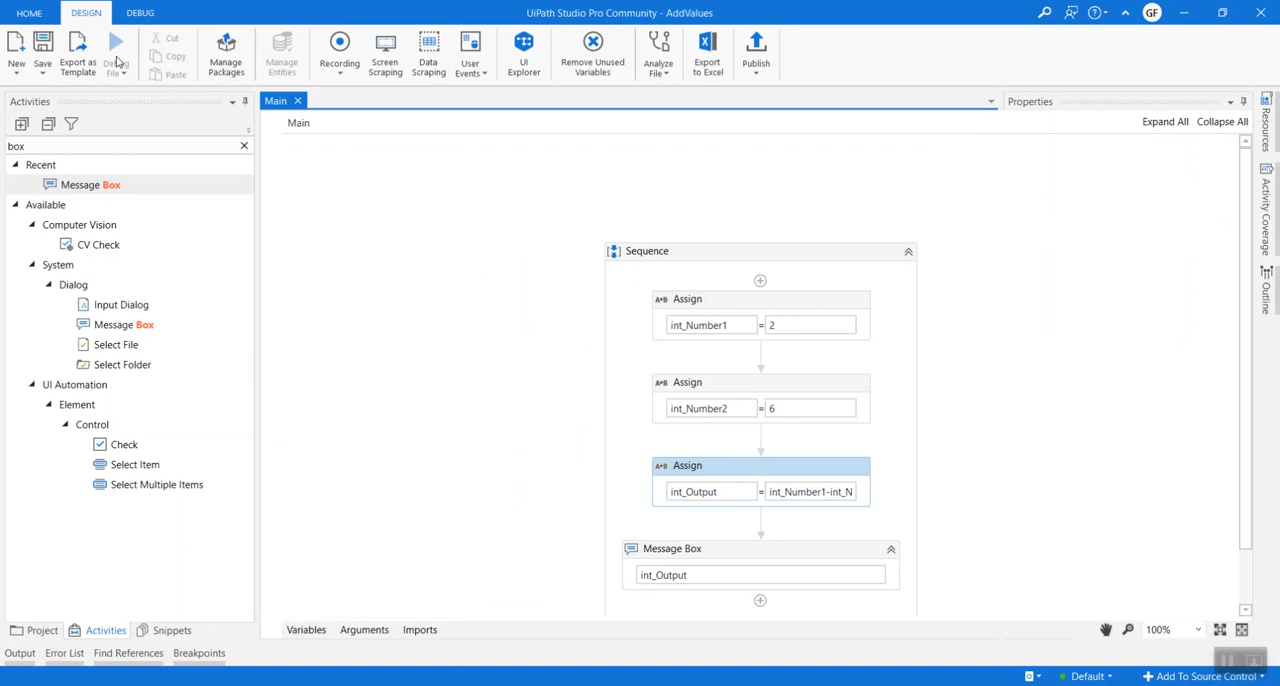 HOME DESIGN DEBUG
UiPath Studio Pro Community - AddValues
GF
New
Save
Export as Template
Debug File
Cut
Copy
Paste
Manage Packages
Manage Entities
Recording
Screen Scraping
Data Scraping
User Events
UI Explorer
Remove Unused Variables
Analyze File
Export to Excel
Publish
Activities
box
Recent
Message Box
Available
Computer Vision
CV Check
System
Dialog
Input Dialog
Message Box
Select File
Select Folder
UI Automation
Element
Control
Check
Select Item
Select Multiple Items
Project Activities Snippets
Main
Main
Expand All Collapse All
Properties
Sequence
A+B Assign
int_Number1 = 2
A+B Assign
int_Number2 = 6
A+B Assign
int_Output = int_Number1-int_N
Message Box
int_Output
Variables Arguments Imports
100%
Resources
Activity Coverage
Outline
Output Error List Find References Breakpoints
Default
Add To Source Control